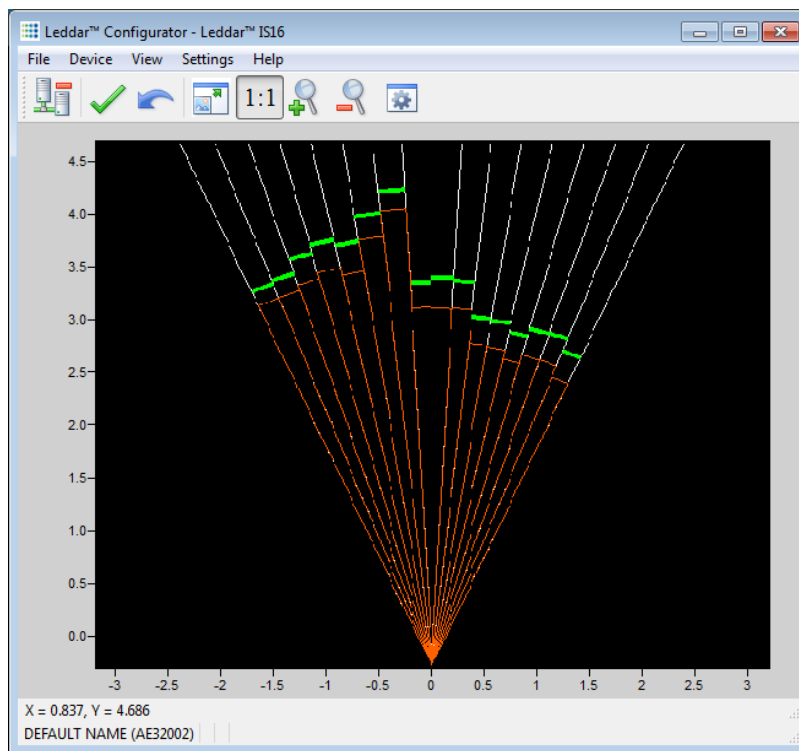 Leddar™ Configurator - Leddar™ IS16
File Device View Settings Help
1:1
4.5
4.0
3.5
3.0
2.5
2.0
1.5
1.0
0.5
0.0
-3 -2.5 -2 -1.5 -1 -0.5 0 0.5 1 1.5 2 2.5 3
X = 0.837, Y = 4.686
DEFAULT NAME (AE32002)